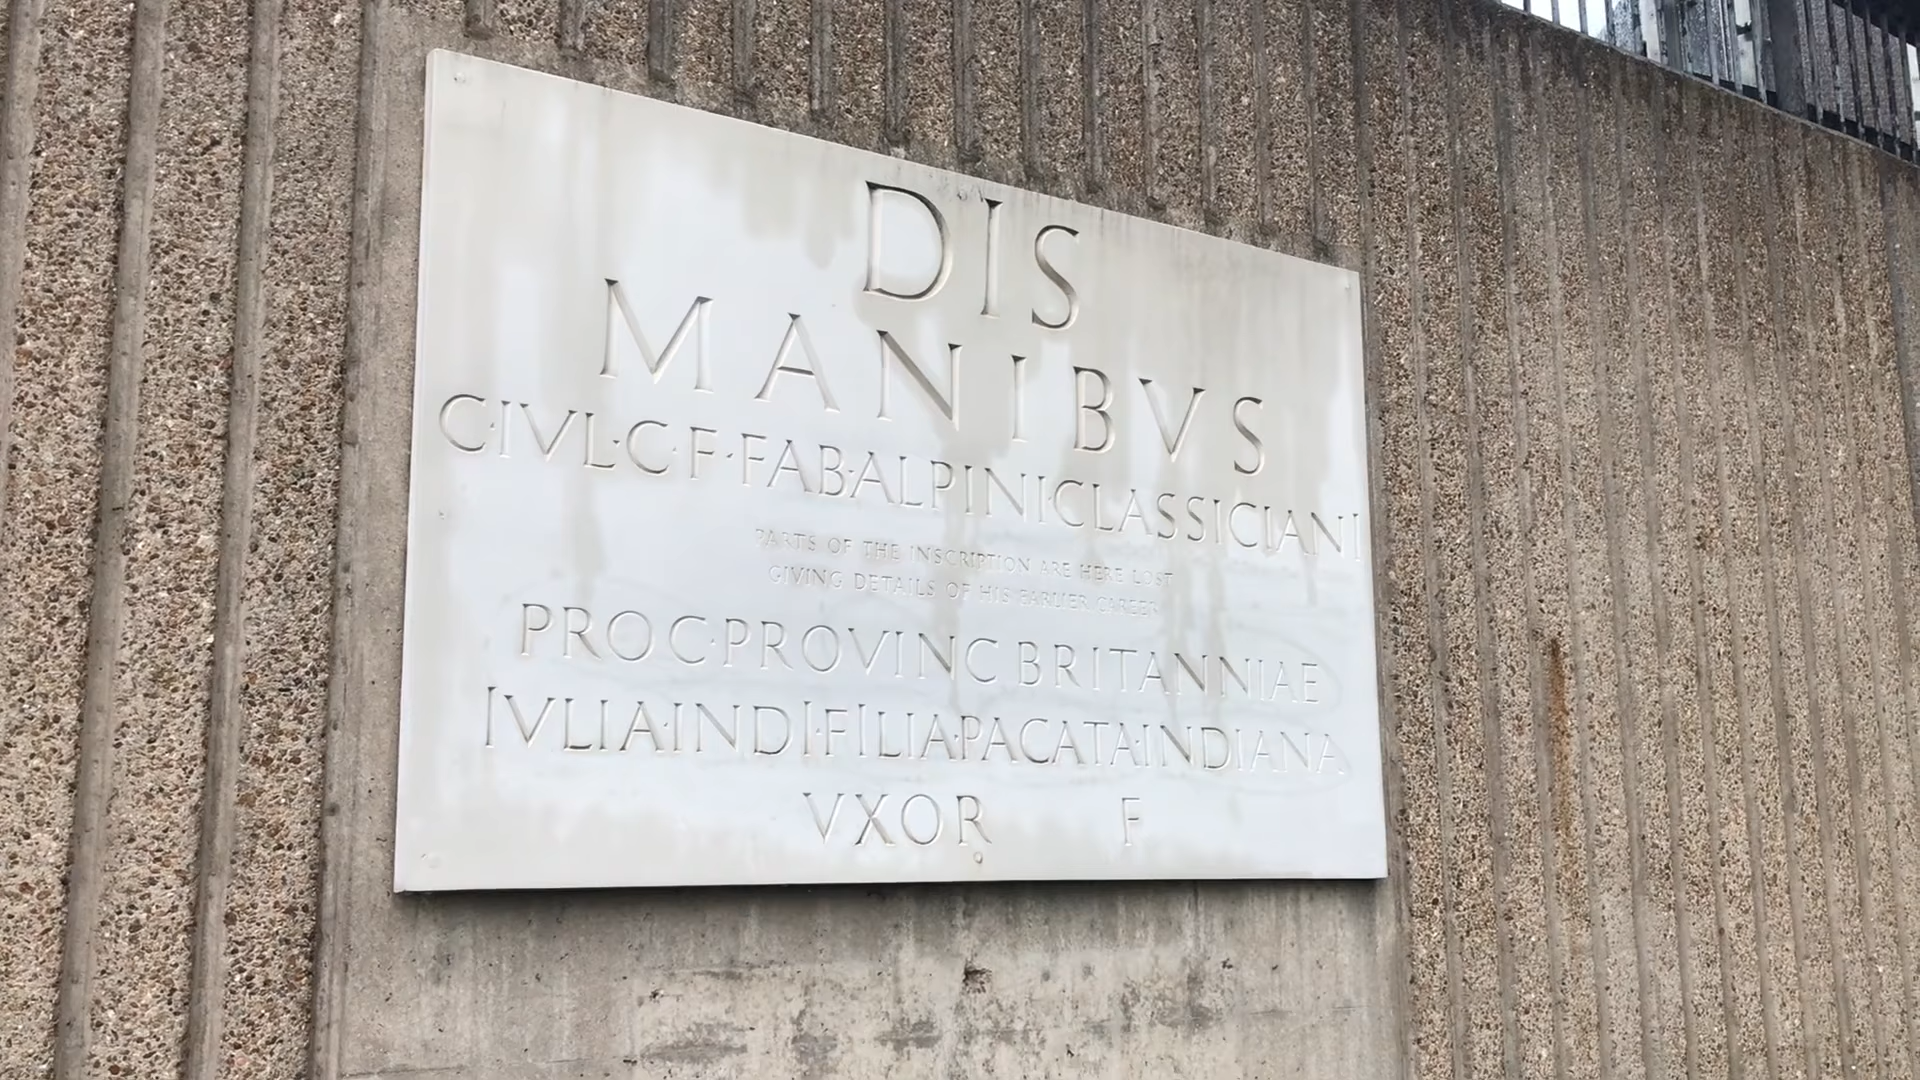 DIS
MANIBVS
C·IVL·C·F·FAB·ALPINI·CLASSICIANI
PARTS OF THE INSCRIPTION ARE HERE LOST
GIVING DETAILS OF HIS EARLIER CAREER
PROC·PROVINC BRITANNIAE
IVLIA·INDI·FILIA·PACATA·INDIANA
VXOR F